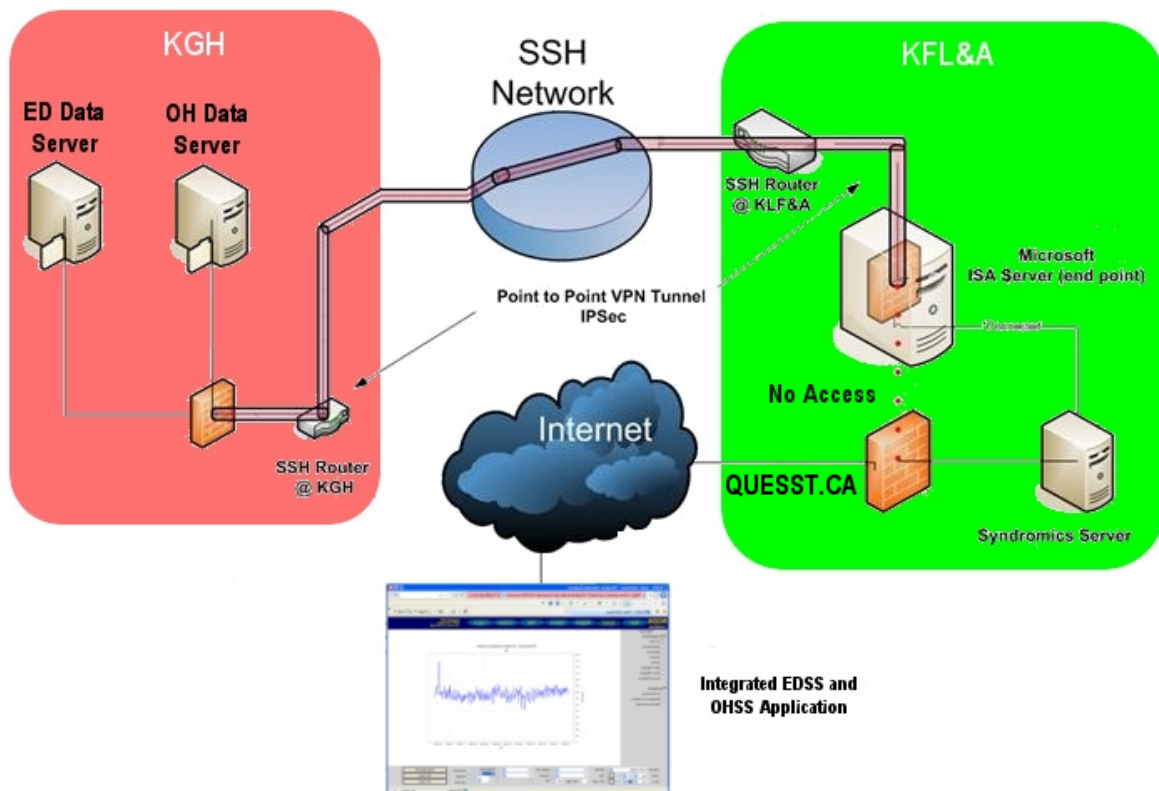 KGH
ED Data
Server
OH Data
Server
SSH Router
@ KGH
SSH
Network
Point to Point VPN Tunnel
IPSec
KFL&A
SSH Router
@ KLF&A
Microsoft
ISA Server (end point)
No Access
Internet
QUESST.CA
Syndromics Server
Integrated EDSS and
OHSS Application